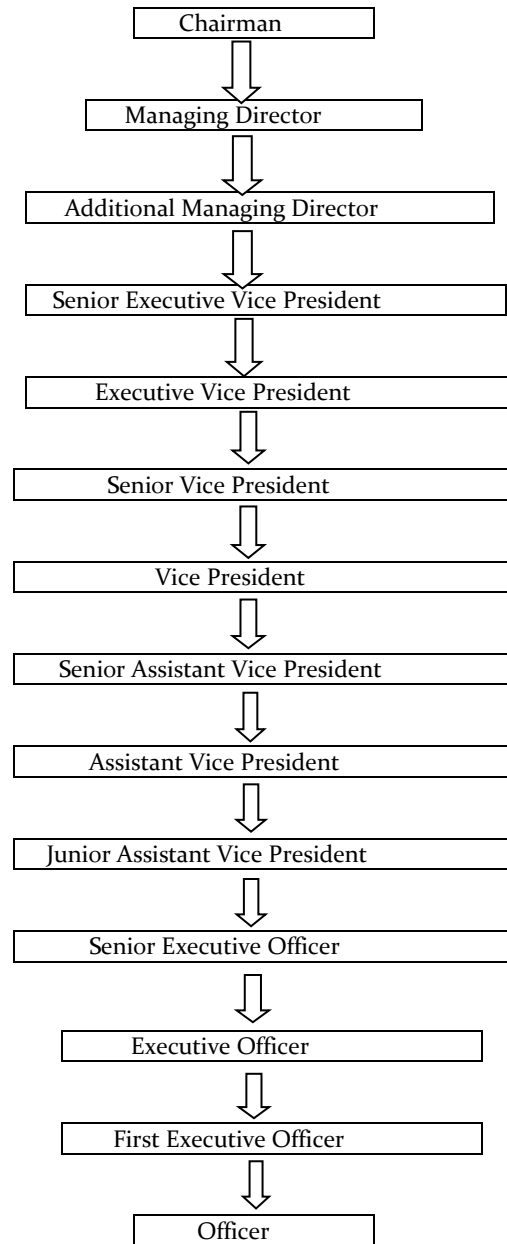 Chairman
Managing Director
Additional Managing Director
Senior Executive Vice President
Executive Vice President
Senior Vice President
Vice President
Senior Assistant Vice President
Assistant Vice President
Junior Assistant Vice President
Senior Executive Officer
Executive Officer
First Executive Officer
Officer